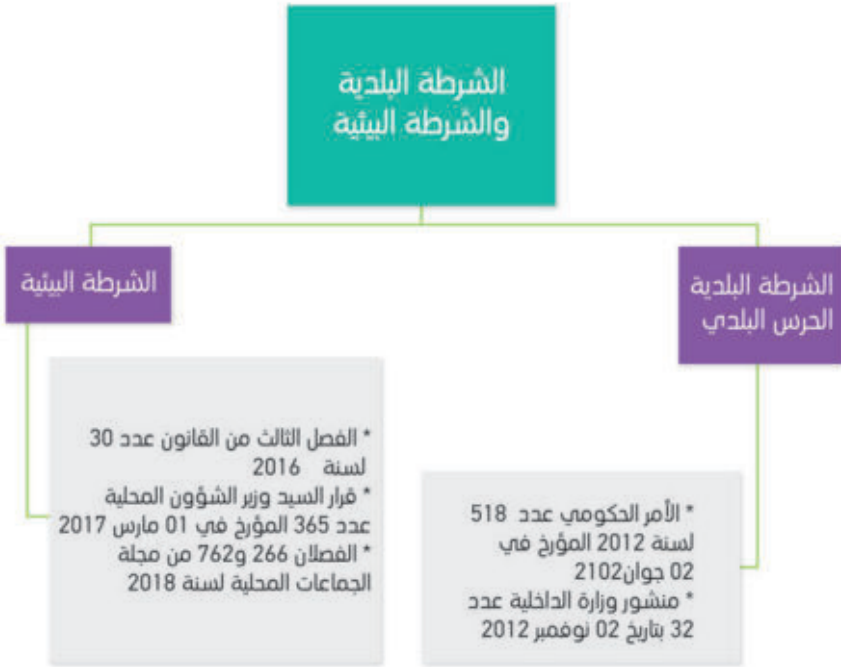 الشرطة البلدية
والشرطة البيئية
الشرطة البلدية
الحرس البلدي
الشرطة البيئية
* الأمر الحكومي عدد 518
لسنة 2012 المؤرخ في
02 جوان2102
* منشور وزارة الداخلية عدد
32 بتاريخ 02 نوفمبر 2012
* الفصل الثالث من القانون عدد 30
لسنة 2016
* قرار السيد وزير الشؤون المحلية
عدد 365 المؤرخ في 01 مارس 2017
* الفصلان 266 و762 من مجلة
الجماعات المحلية لسنة 2018